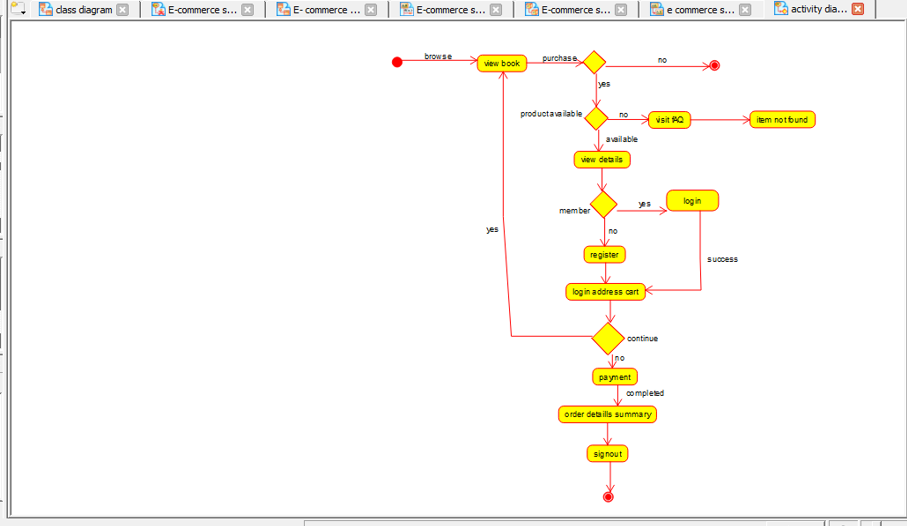 class diagram
E-commerce s...
E- commerce ...
E-commerce s...
E-commerce s...
e commerce s...
activity dia...
browse
view book
purchase
no
yes
product available
no
visit fAQ
item not found
available
view details
member
yes
login
no
yes
register
success
login address cart
continue
no
payment
completed
order detaills summary
signout